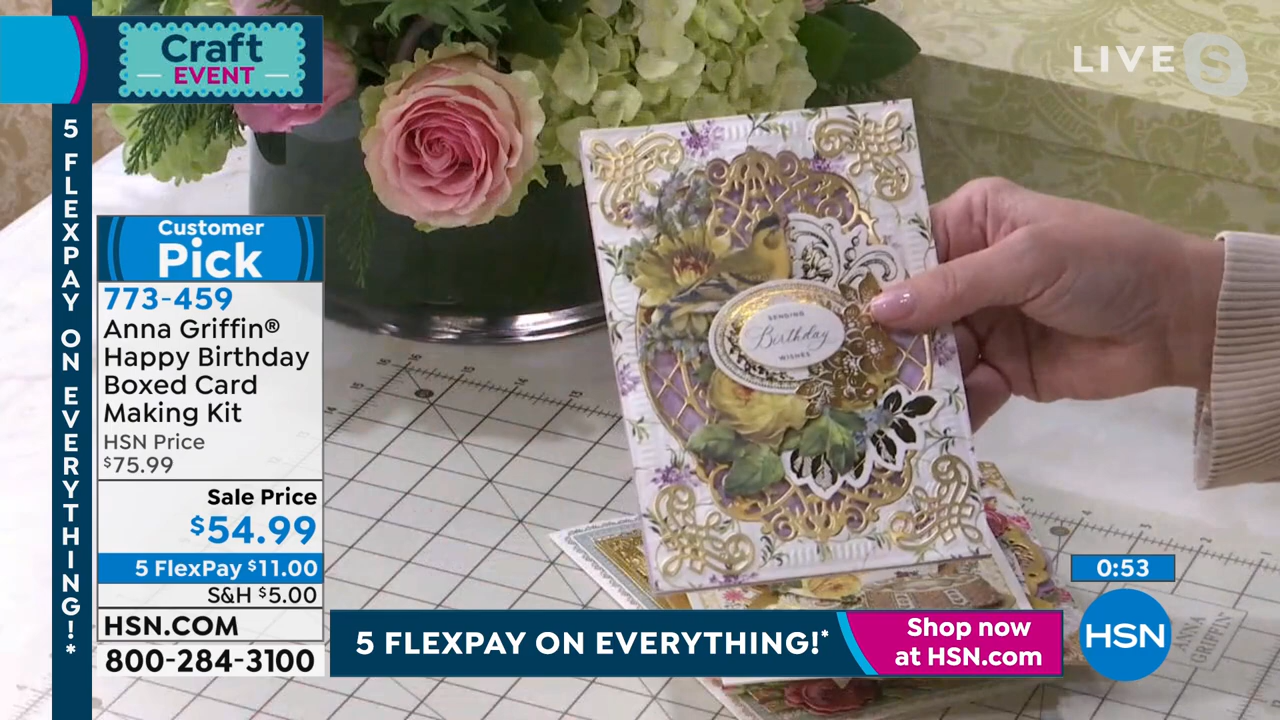 Craft
EVENT
LIVE S
5 FLEXPAY ON EVERYTHING!*
Customer
Pick
773-459
Anna Griffin®
Happy Birthday
Boxed Card
Making Kit
HSN Price
$75.99
Sale Price
$54.99
5 FlexPay $11.00
S&H $5.00
HSN.COM
800-284-3100
SENDING
Birthday
WISHES
0:53
5 FLEXPAY ON EVERYTHING!*
Shop now
at HSN.com
HSN
ANNA
GRIFFIN